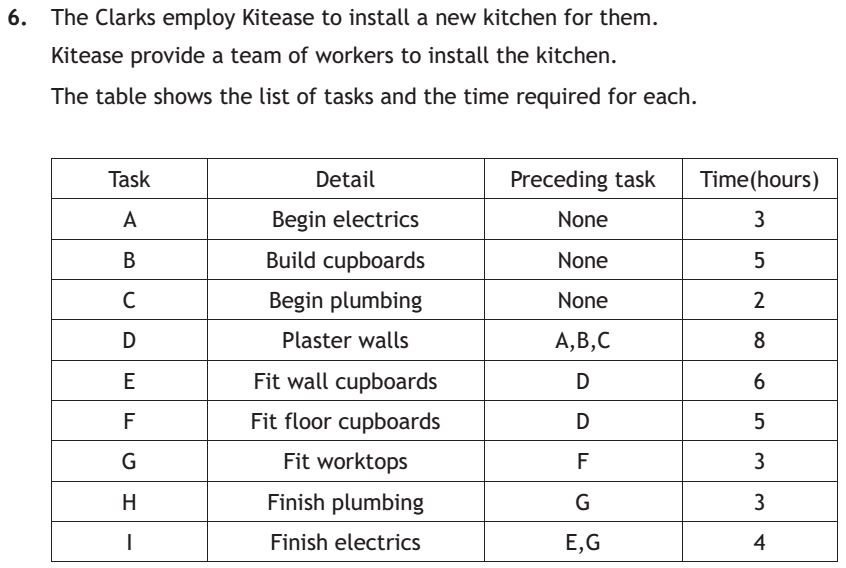 6. The Clarks employ Kitease to install a new kitchen for them.
Kitease provide a team of workers to install the kitchen.
The table shows the list of tasks and the time required for each.
Task Detail Preceding task Time(hours)
A Begin electrics None 3
B Build cupboards None 5
C Begin plumbing None 2
D Plaster walls A,B,C 8
E Fit wall cupboards D 6
F Fit floor cupboards D 5
G Fit worktops F 3
H Finish plumbing G 3
I Finish electrics E,G 4